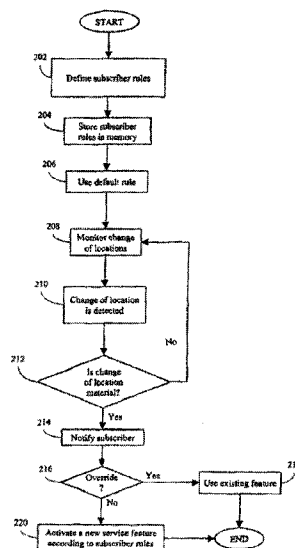 START
202
Define subscriber roles
204
Store subscriber
roles in memory
206
Use default rule
208
Monitor change
of locations
210
Change of location
is detected
No
212
Is change
of location
material?
Yes
214
Notify subscriber
216
Override
?
Yes
21
Use existing feature
No
220
Activate a new service feature
according to subscriber roles
END